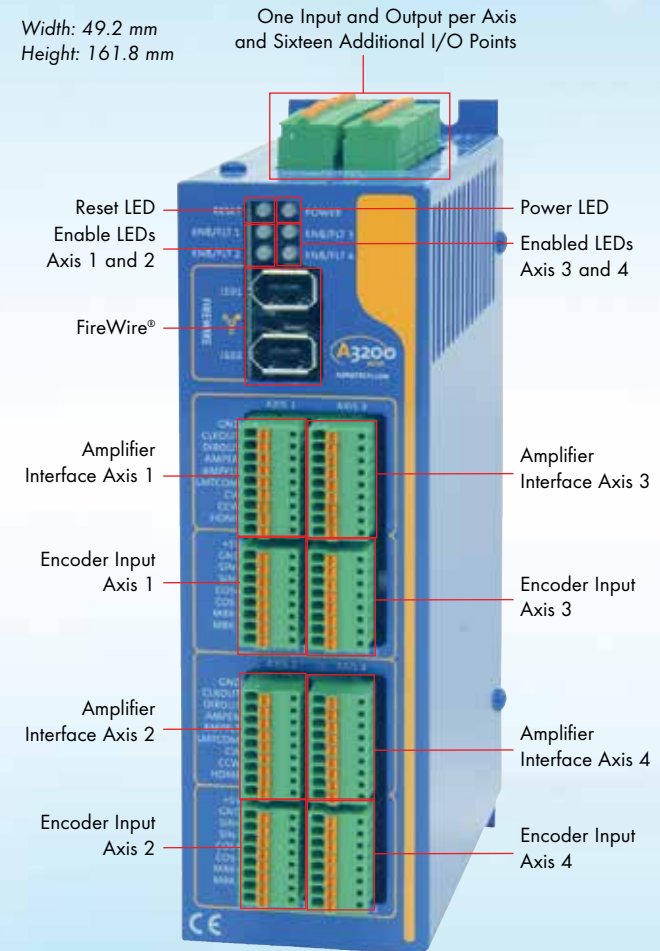 Width: 49.2 mm
Height: 161.8 mm
One Input and Output per Axis
and Sixteen Additional I/O Points
Reset LED
Enable LEDs
Axis 1 and 2
FireWire®
Power LED
Enabled LEDs
Axis 3 and 4
RESET
POWER
ENB/FLT 1
ENB/FLT 3
ENB/FLT 2
ENB/FLT 4
FIREWIRE
A3200
AEROTECH.COM
AXIS 1
AXIS 3
Amplifier
Interface Axis 1
GND
CLKOUT
DIROUT
AMPEN
AMPFLT
LMTCOM
CW
CCW
HOME
Amplifier
Interface Axis 3
Encoder Input
Axis 1
+5V
GND
SIN
SIN
COS
COS
MRK
MRK
Encoder Input
Axis 3
AXIS 2
AXIS 4
Amplifier
Interface Axis 2
GND
CLKOUT
DIROUT
AMPEN
LMTCOM
CW
CCW
HOME
Amplifier
Interface Axis 4
Encoder Input
Axis 2
+5V
GND
SIN
SIN
COS
COS
MRK
MRK
Encoder Input
Axis 4
CE